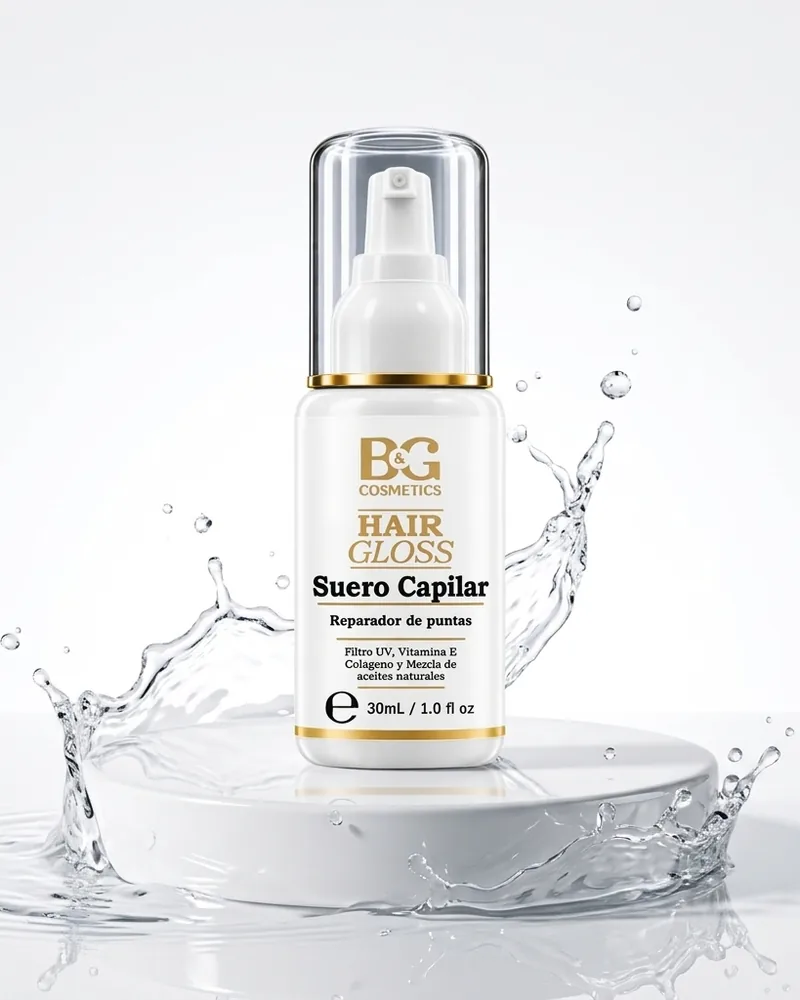 B&G
COSMETICS
HAIR
GLOSS
Suero Capilar
Reparador de puntas
Filtro UV, Vitamina E
Colageno y Mezcla de
aceites naturales
℮ 30mL / 1.0 fl oz